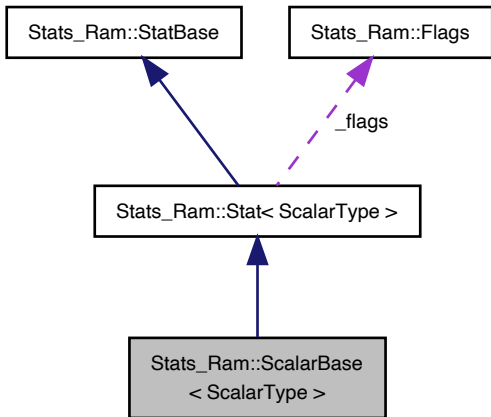 Stats_Ram::StatBase
Stats_Ram::Flags
_flags
Stats_Ram::Stat< ScalarType >
Stats_Ram::ScalarBase
< ScalarType >